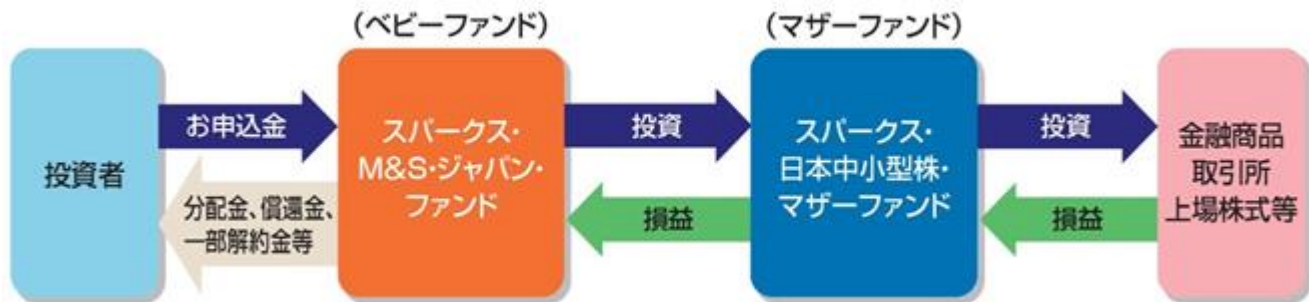 (ベビーファンド)
(マザーファンド)
投資者
お申込金
分配金、償還金、
一部解約金等
スパークス・
M&S・ジャパン・
ファンド
投資
損益
スパークス・
日本中小型株・
マザーファンド
投資
損益
金融商品
取引所
上場株式等